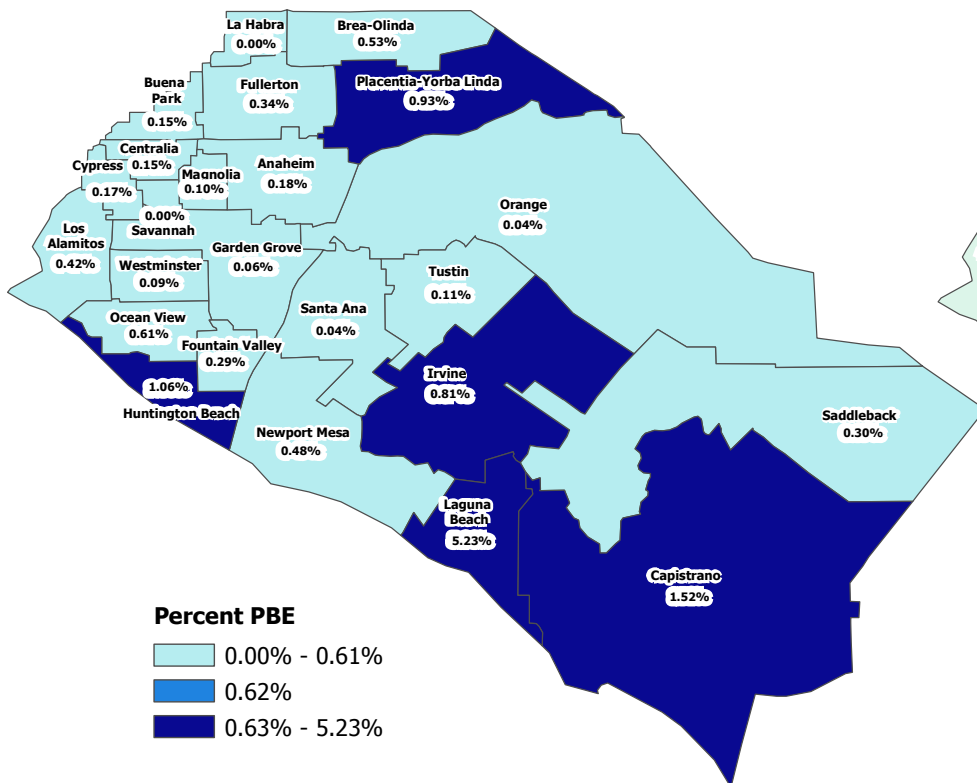 La Habra
0.00%
Brea-Olinda
0.53%
Placentia-Yorba Linda
0.93%
Buena
Park
0.15%
Fullerton
0.34%
Centralia
0.15%
Cypress
0.17%
Magnolia
0.10%
Anaheim
0.18%
0.00%
Savannah
Orange
0.04%
Los
Alamitos
0.42%
Garden Grove
0.06%
Westminster
0.09%
Tustin
0.11%
Santa Ana
0.04%
Ocean View
0.61%
Fountain Valley
0.29%
1.06%
Huntington Beach
Irvine
0.81%
Saddleback
0.30%
Newport Mesa
0.48%
Laguna
Beach
5.23%
Capistrano
1.52%
Percent PBE
0.00% - 0.61%
0.62%
0.63% - 5.23%